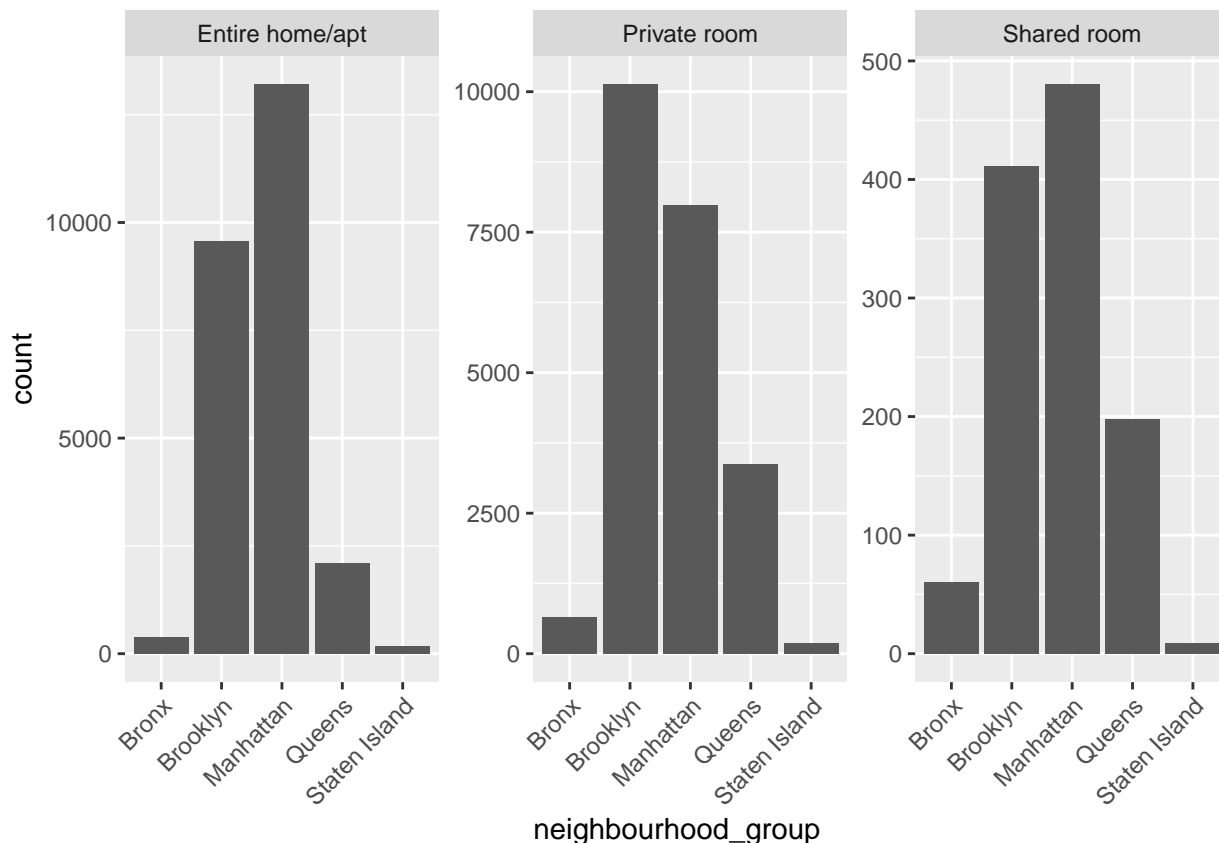 Entire home/apt
Private room
Shared room
count
10000
5000
0
10000
7500
5000
2500
0
500
400
300
200
100
0
Bronx
Brooklyn
Manhattan
Queens
Staten Island
Bronx
Brooklyn
Manhattan
Queens
Staten Island
Bronx
Brooklyn
Manhattan
Queens
Staten Island
neighbourhood_group